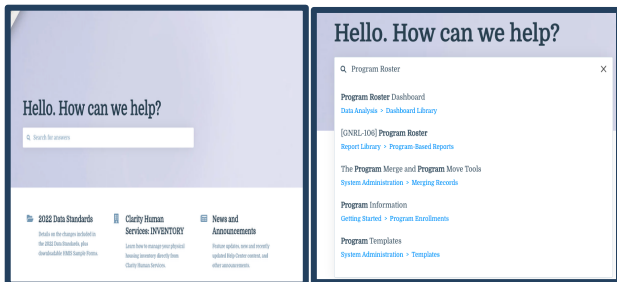 Hello. How can we help?
Search for answers
2022 Data Standards
Details on the changes included in
the 2022 Data Standards, plus
downloadable HMIS Sample Forms.
Clarity Human
Services: INVENTORY
Learn how to manage your physical
housing inventory directly from
Clarity Human Services.
News and
Announcements
Feature updates, new and recently
updated Help Center content, and
other announcements.
Hello. How can we help?
Program Roster X
Program Roster Dashboard
Data Analysis > Dashboard Library
[GNRL-106] Program Roster
Report Library > Program-Based Reports
The Program Merge and Program Move Tools
System Administration > Merging Records
Program Information
Getting Started > Program Enrollments
Program Templates
System Administration > Templates